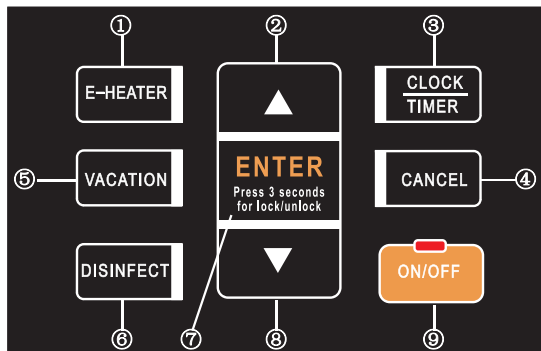 ① ② ③
E-HEATER
▲
CLOCK
TIMER
⑤ VACATION
ENTER
Press 3 seconds
for lock/unlock
CANCEL ④
DISINFECT
▼
ON/OFF
⑥ ⑦ ⑧ ⑨